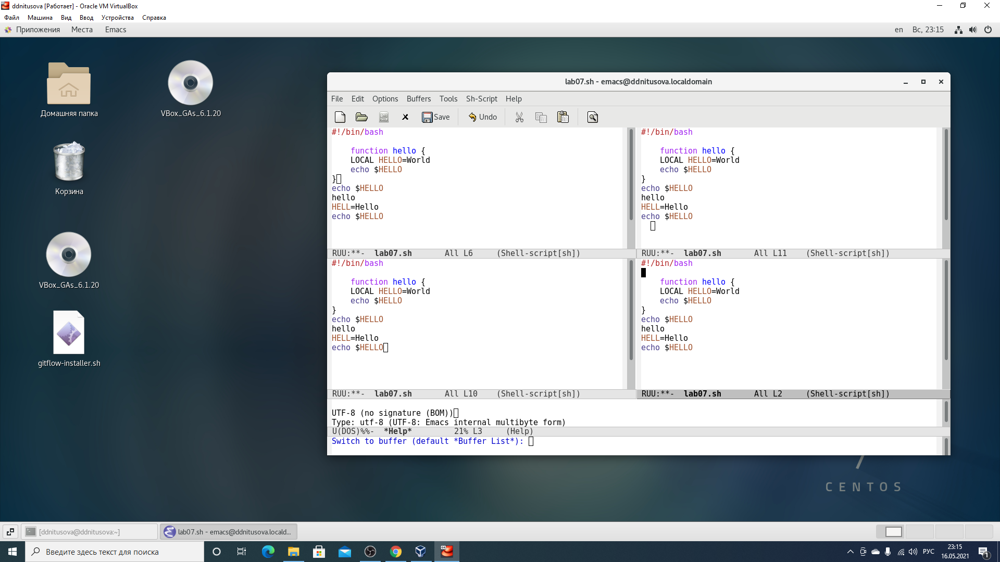 ddnitusova [Работает] - Oracle VM VirtualBox
Файл Машина Вид Ввод Устройства Справка
Приложения Места Emacs en Вс, 23:15
Домашняя папка
VBox_GAs_6.1.20
Корзина
VBox_GAs_6.1.20
gitflow-installer.sh
lab07.sh - emacs@ddnitusova.localdomain
File Edit Options Buffers Tools Sh-Script Help
Save Undo
#!/bin/bash
function hello {
LOCAL HELLO=World
echo $HELLO
}
echo $HELLO
hello
HELL=Hello
echo $HELLO
RUU:**- lab07.sh All L6 (Shell-script[sh])
#!/bin/bash
function hello {
LOCAL HELLO=World
echo $HELLO
}
echo $HELLO
hello
HELL=Hello
echo $HELLO
RUU:**- lab07.sh All L11 (Shell-script[sh])
#!/bin/bash
function hello {
LOCAL HELLO=World
echo $HELLO
}
echo $HELLO
hello
HELL=Hello
echo $HELLO
RUU:**- lab07.sh All L10 (Shell-script[sh])
#!/bin/bash
function hello {
LOCAL HELLO=World
echo $HELLO
}
echo $HELLO
hello
HELL=Hello
echo $HELLO
RUU:**- lab07.sh All L2 (Shell-script[sh])
UTF-8 (no signature (BOM))
Type: utf-8 (UTF-8: Emacs internal multibyte form)
U(DOS)%%- *Help* 21% L3 (Help)
Switch to buffer (default *Buffer List*):
7
CENTOS
[ddnitusova@ddnitusova:~]
lab07.sh - emacs@ddnitusova.locald...
Введите здесь текст для поиска
64
РУС
23:15
16.05.2021
1